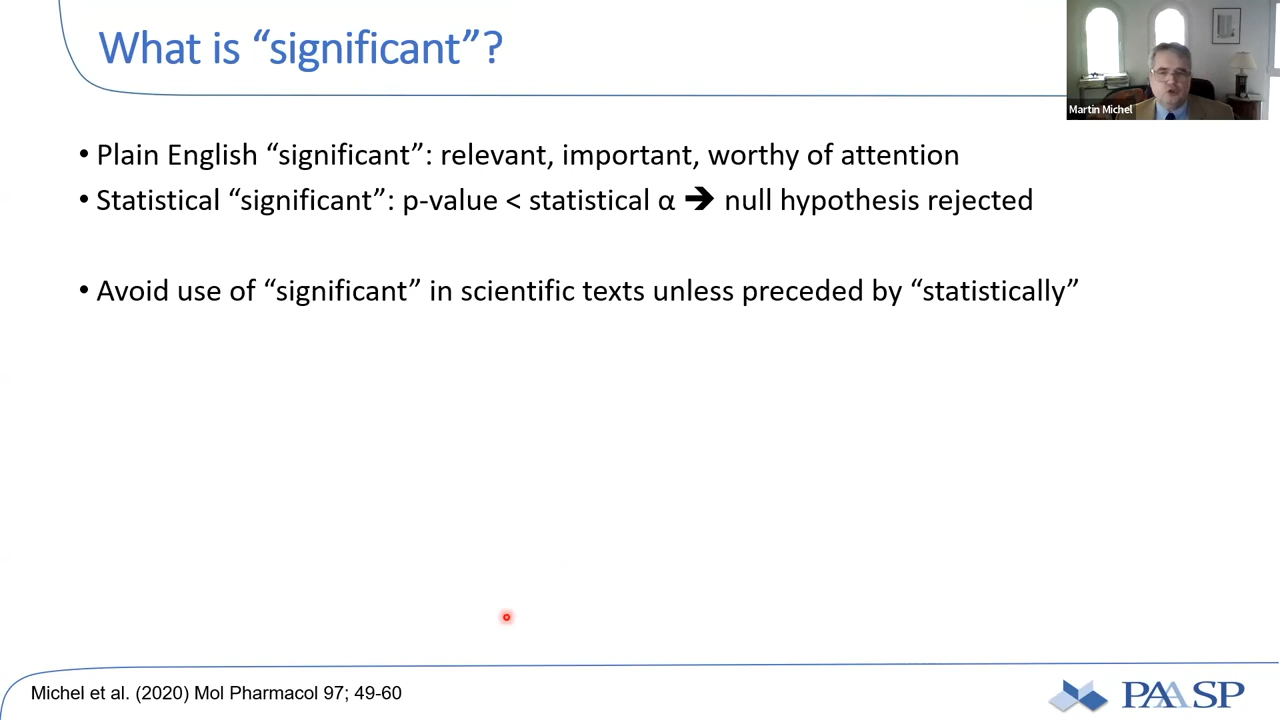 What is “significant”?
Martin Michel
• Plain English “significant”: relevant, important, worthy of attention
• Statistical “significant”: p-value < statistical α ➔ null hypothesis rejected
• Avoid use of “significant” in scientific texts unless preceded by “statistically”
Michel et al. (2020) Mol Pharmacol 97; 49-60
PAASP